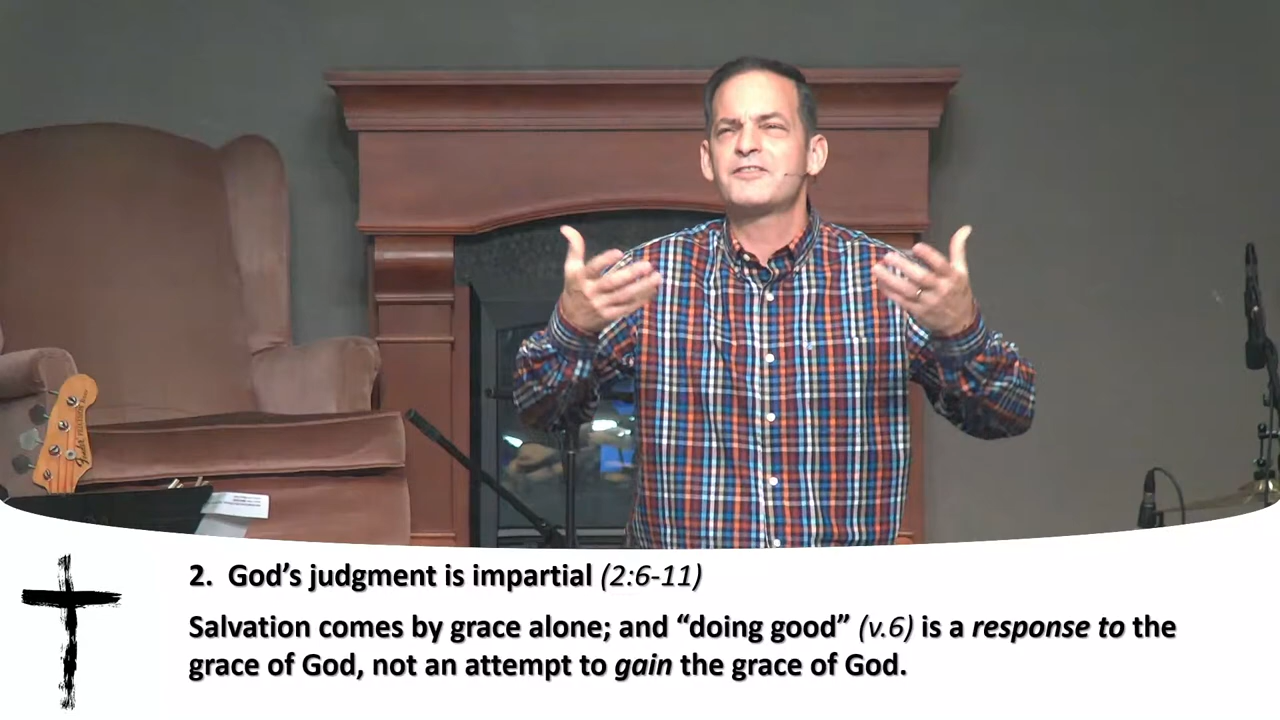 Fender
2. God’s judgment is impartial (2:6-11)
Salvation comes by grace alone; and “doing good” (v.6) is a response to the
grace of God, not an attempt to gain the grace of God.